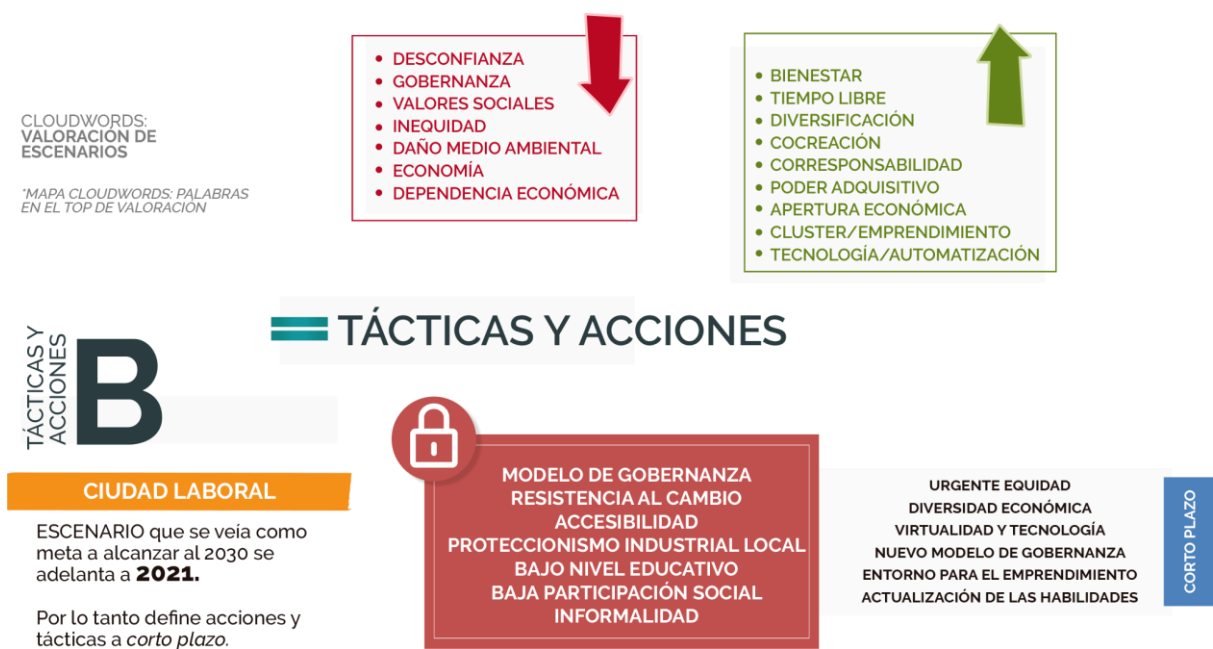 CLOUDWORDS:
VALORACIÓN DE
ESCENARIOS
*MAPA CLOUDWORDS: PALABRAS
EN EL TOP DE VALORACIÓN
• DESCONFIANZA
• GOBERNANZA
• VALORES SOCIALES
• INEQUIDAD
• DAÑO MEDIO AMBIENTAL
• ECONOMÍA
• DEPENDENCIA ECONÓMICA
• BIENESTAR
• TIEMPO LIBRE
• DIVERSIFICACIÓN
• COCREACIÓN
• CORRESPONSABILIDAD
• PODER ADQUISITIVO
• APERTURA ECONÓMICA
• CLUSTER/EMPRENDIMIENTO
• TECNOLOGÍA/AUTOMATIZACIÓN
TÁCTICAS Y ACCIONES
TÁCTICAS Y
ACCIONES
B
CIUDAD LABORAL
ESCENARIO que se veía como
meta a alcanzar al 2030 se
adelanta a 2021.
Por lo tanto define acciones y
tácticas a corto plazo.
MODELO DE GOBERNANZA
RESISTENCIA AL CAMBIO
ACCESIBILIDAD
PROTECCIONISMO INDUSTRIAL LOCAL
BAJO NIVEL EDUCATIVO
BAJA PARTICIPACIÓN SOCIAL
INFORMALIDAD
URGENTE EQUIDAD
DIVERSIDAD ECONÓMICA
VIRTUALIDAD Y TECNOLOGÍA
NUEVO MODELO DE GOBERNANZA
ENTORNO PARA EL EMPRENDIMIENTO
ACTUALIZACIÓN DE LAS HABILIDADES
CORTO PLAZO